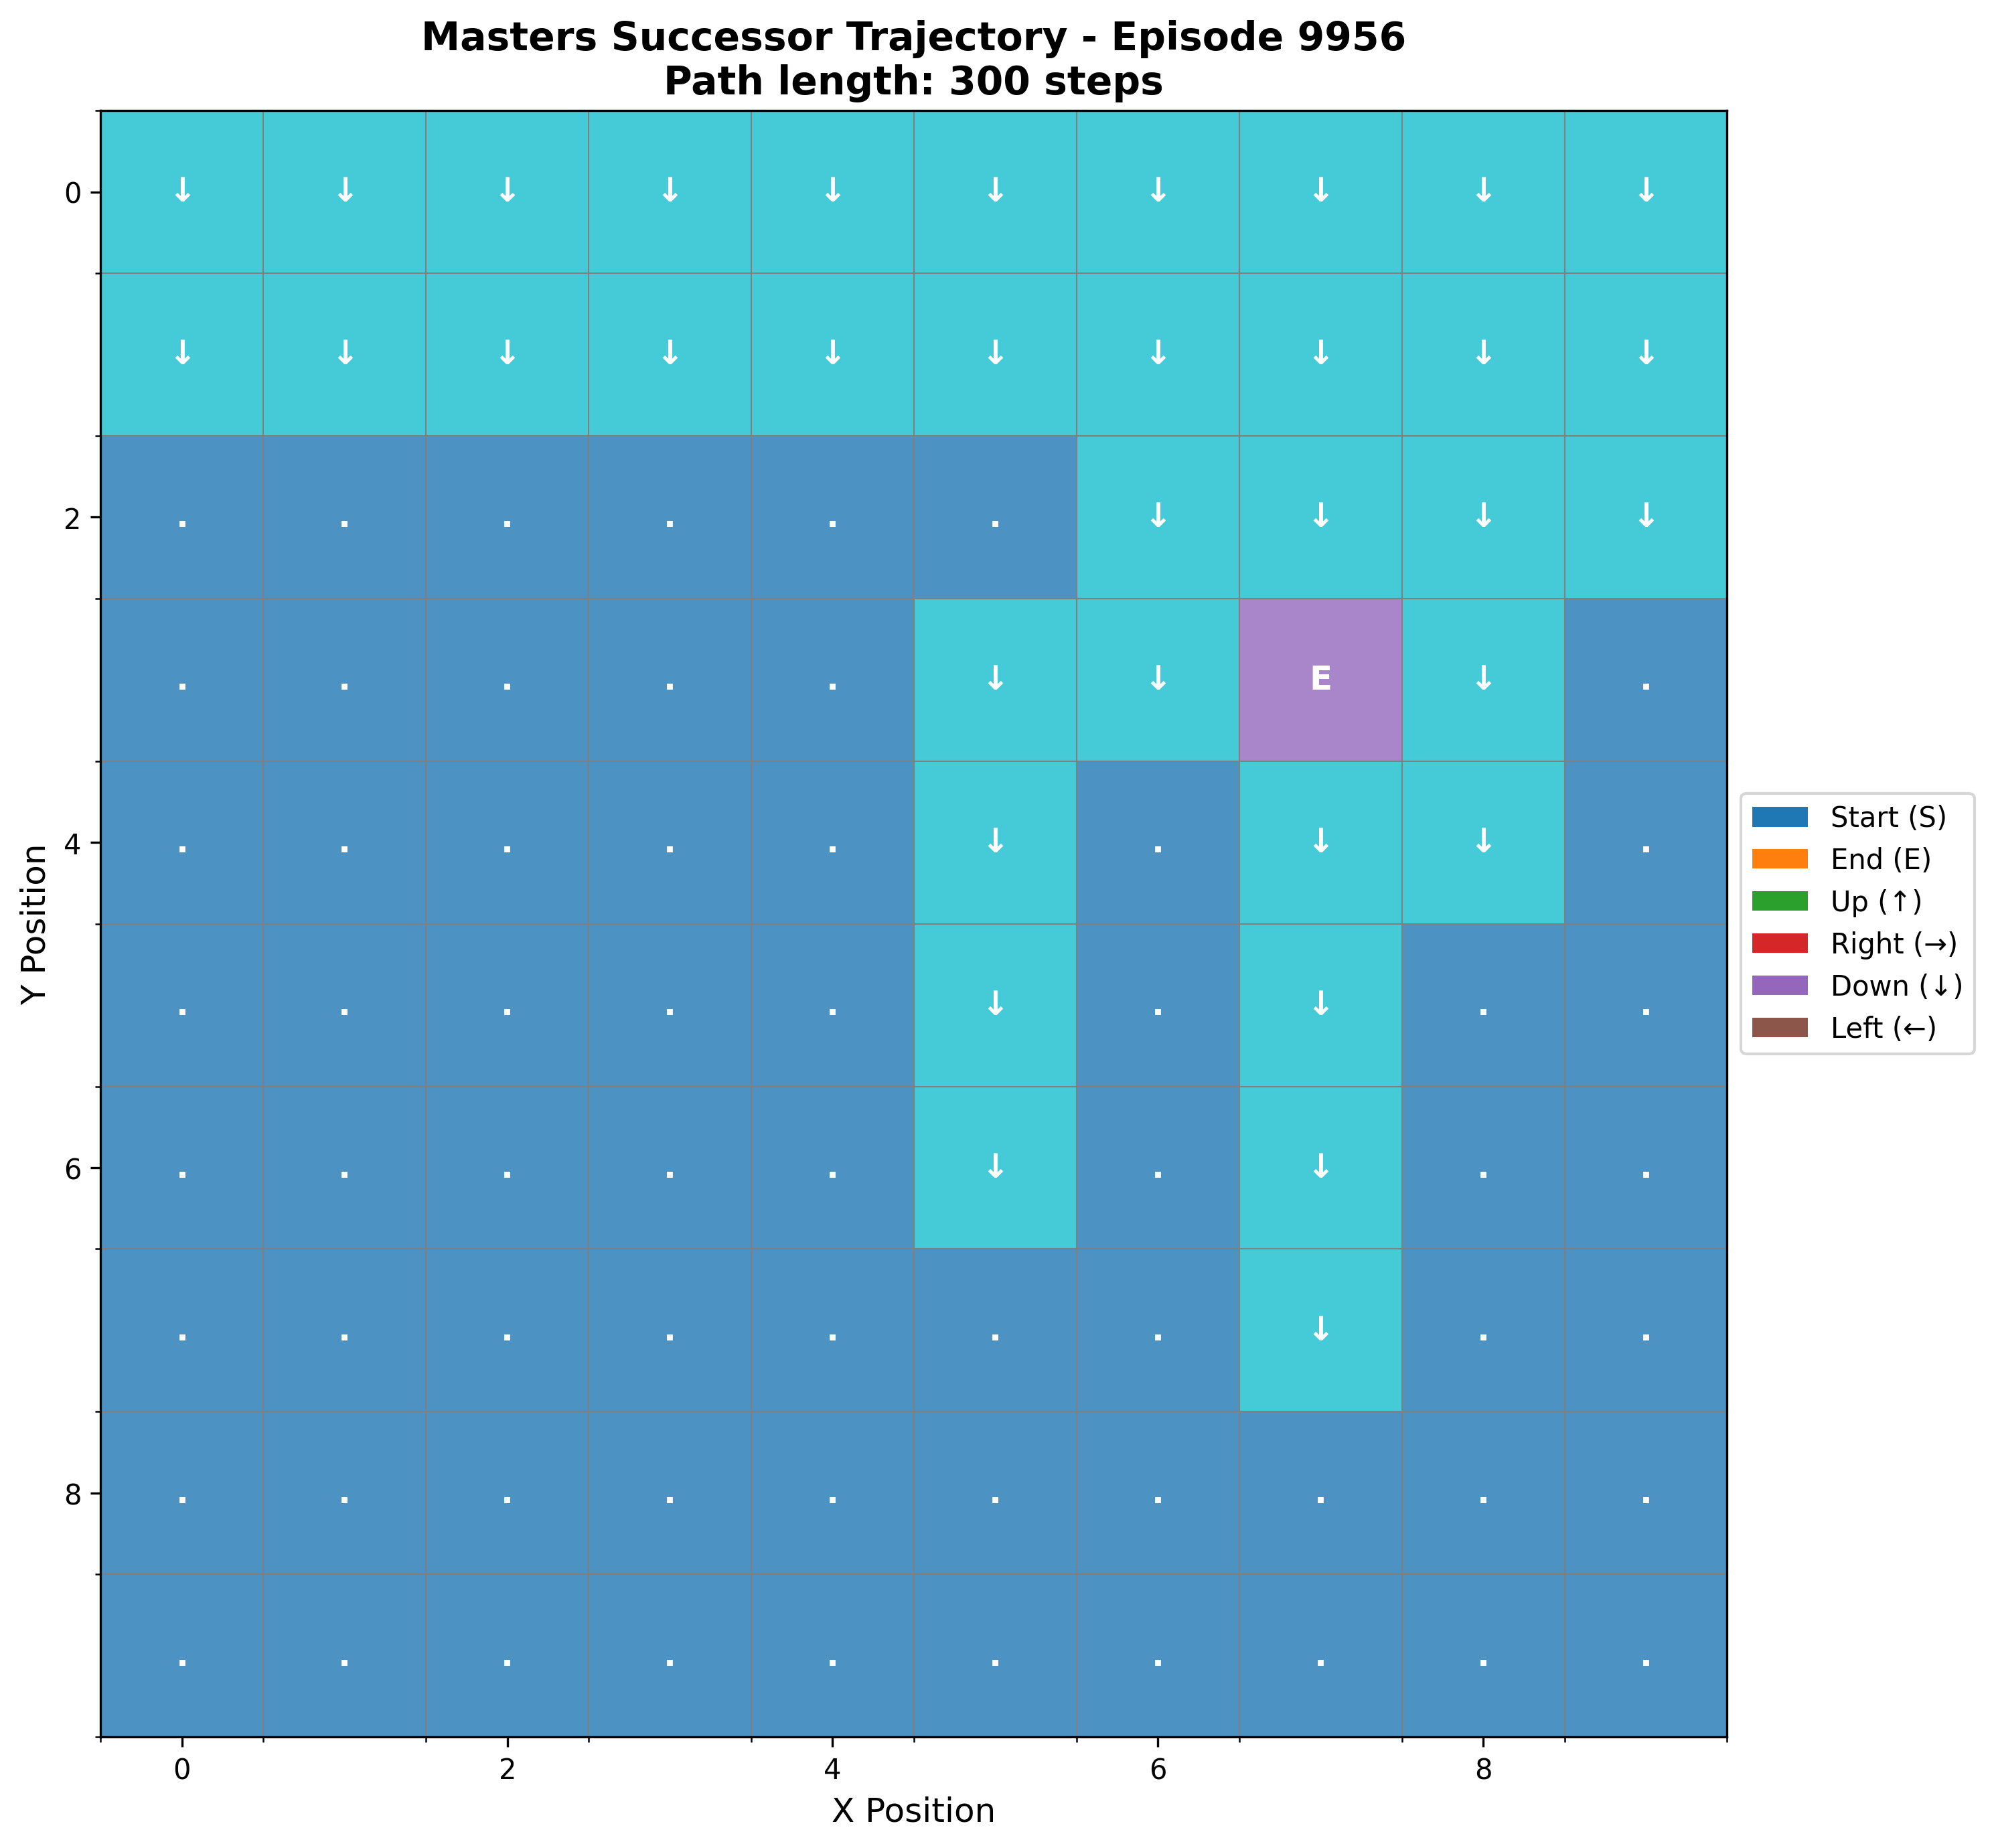 Masters Successor Trajectory - Episode 9956
Path length: 300 steps
0 ↓ ↓ ↓ ↓ ↓ ↓ ↓ ↓ ↓ ↓
↓ ↓ ↓ ↓ ↓ ↓ ↓ ↓ ↓ ↓
2 . . . . . . ↓ ↓ ↓ ↓
. . . . . ↓ ↓ E ↓ .
4 . . . . . ↓ . ↓ ↓ .
. . . . . ↓ . ↓ . .
6 . . . . . ↓ . ↓ . .
. . . . . . . ↓ . .
8 . . . . . . . . . .
. . . . . . . . . .
0 2 4 6 8
X Position
Y Position
Start (S)
End (E)
Up (↑)
Right (→)
Down (↓)
Left (←)